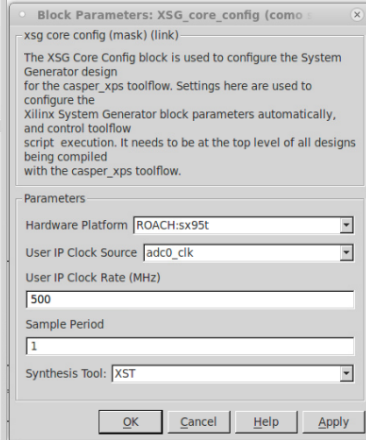 Block Parameters: XSG_core_config (como
xsg core config (mask) (link)
The XSG Core Config block is used to configure the System
Generator design
for the casper_xps toolflow. Settings here are used to
configure the
Xilinx System Generator block parameters automatically,
and control toolflow
script execution. It needs to be at the top level of all designs
being compiled
with the casper_xps toolflow.
Parameters
Hardware Platform ROACH:sx95t
User IP Clock Source adc0_clk
User IP Clock Rate (MHz)
500
Sample Period
1
Synthesis Tool: XST
OK Cancel Help Apply